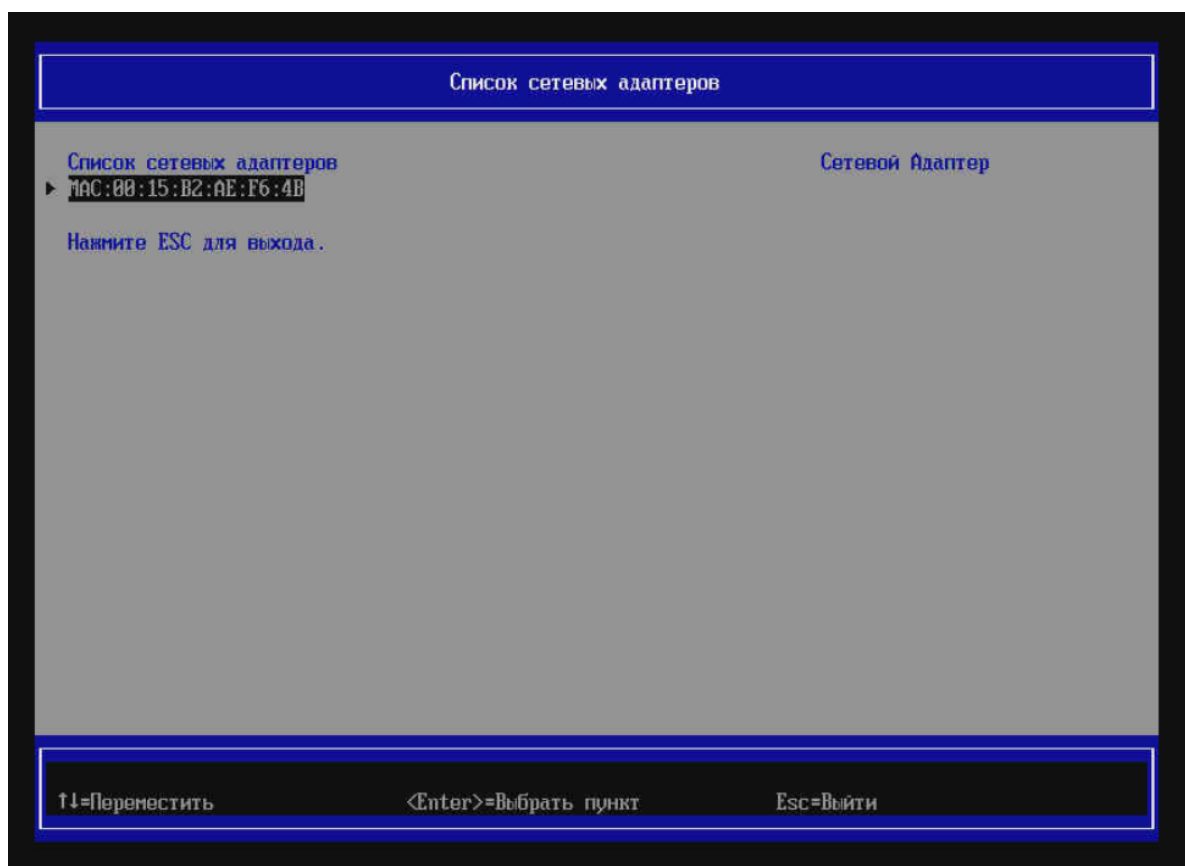 Список сетевых адаптеров
Список сетевых адаптеров
Сетевой Адаптер
MAC:00:15:B2:AE:F6:4B
Нажмите ESC для выхода.
↑↓=Переместить
<Enter>=Выбрать пункт
Esc=Выйти